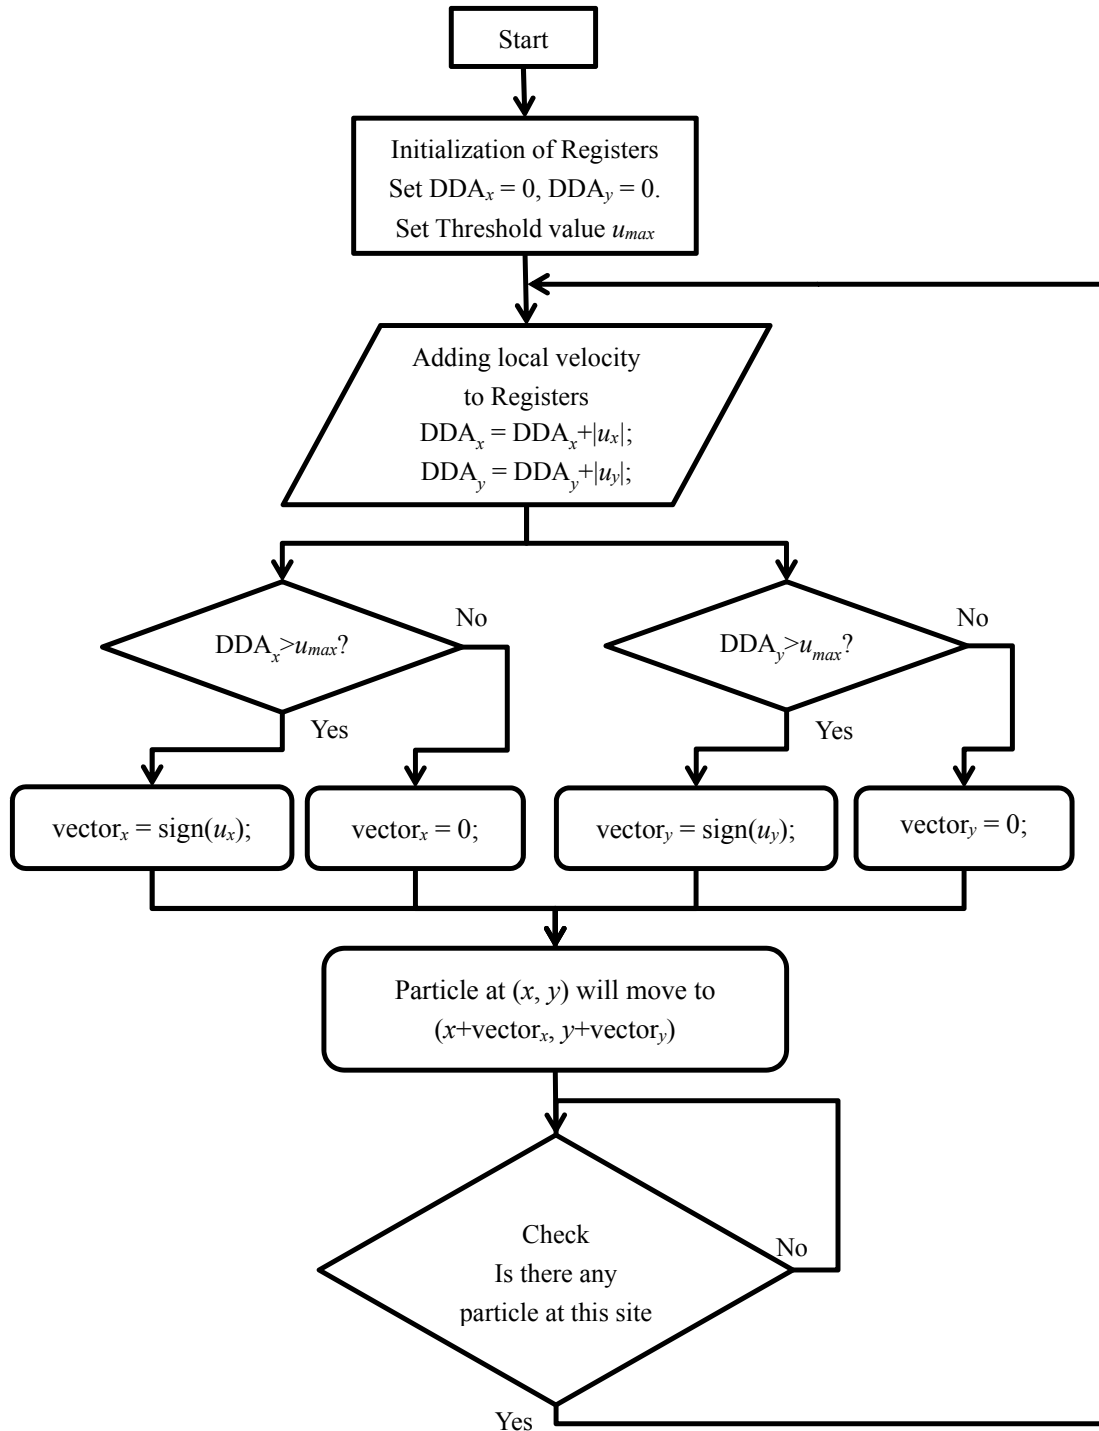 Start
Initialization of Registers
Set DDAx = 0, DDAy = 0.
Set Threshold value umax
Adding local velocity
to Registers
DDAx = DDAx+|ux|;
DDAy = DDAy+|uy|;
DDAx>umax?
No
Yes
DDAy>umax?
No
Yes
vectorx = sign(ux);
vectorx = 0;
vectory = sign(uy);
vectory = 0;
Particle at (x, y) will move to
(x+vectorx, y+vectory)
Check
Is there any
particle at this site
No
Yes